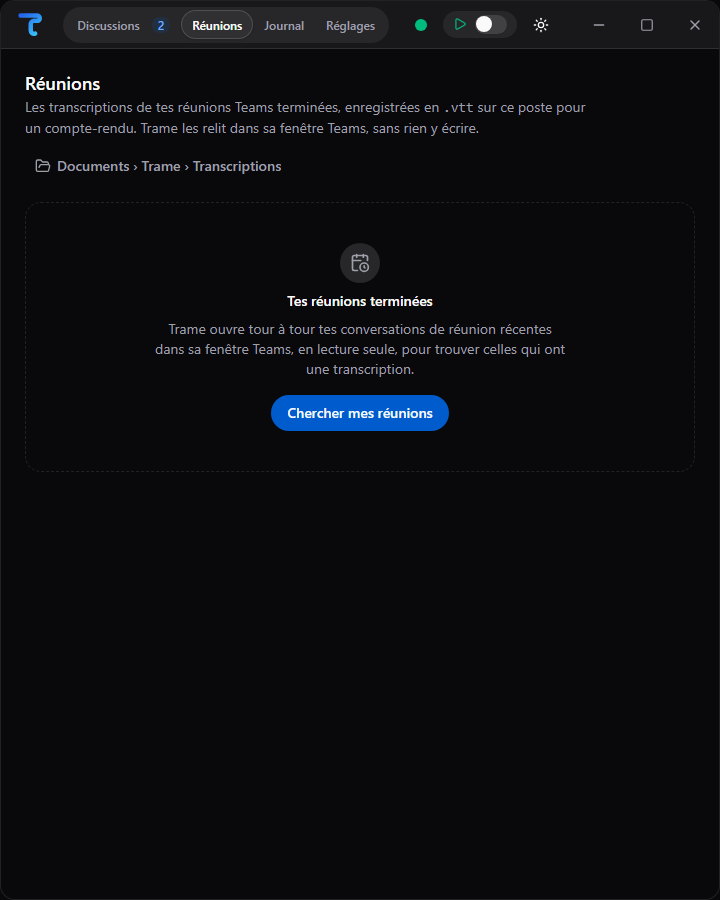 Discussions 2 Réunions Journal Réglages
Réunions
Les transcriptions de tes réunions Teams terminées, enregistrées en .vtt sur ce poste pour
un compte-rendu. Trame les relit dans sa fenêtre Teams, sans rien y écrire.
Documents › Trame › Transcriptions
Tes réunions terminées
Trame ouvre tour à tour tes conversations de réunion récentes
dans sa fenêtre Teams, en lecture seule, pour trouver celles qui ont
une transcription.
Chercher mes réunions